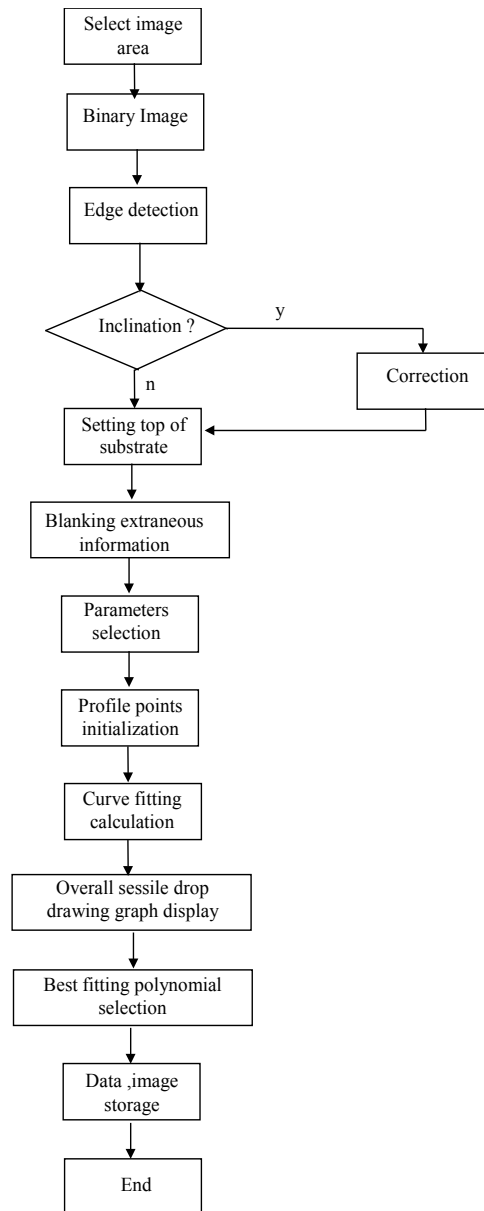 Select image
area
Binary Image
Edge detection
Inclination ?
y
Correction
n
Setting top of
substrate
Blanking extraneous
information
Parameters
selection
Profile points
initialization
Curve fitting
calculation
Overall sessile drop
drawing graph display
Best fitting polynomial
selection
Data ,image
storage
End